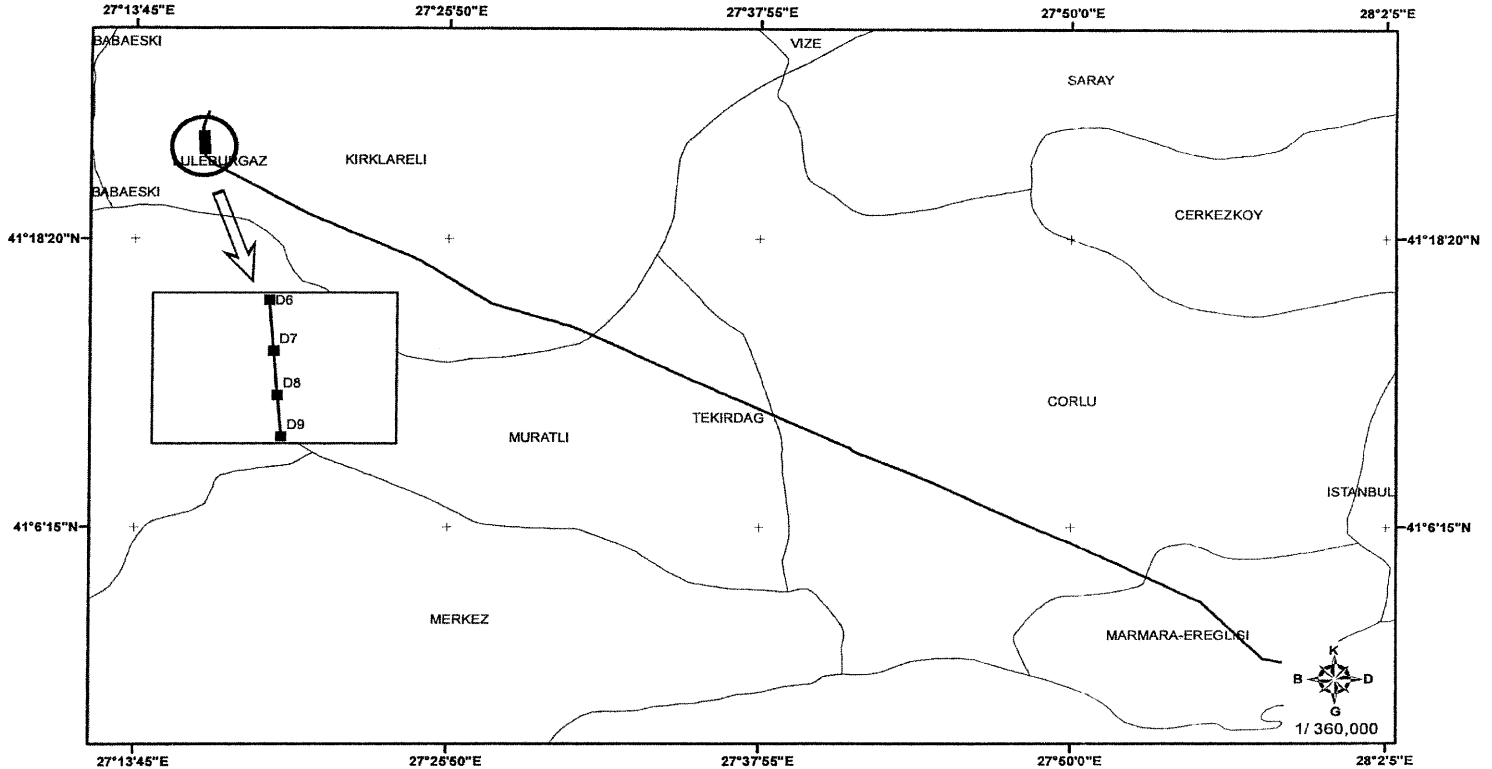 27°13'45"E
27°25'50"E
27°37'55"E
27°50'0"E
28°2'5"E
BABAESKI
VIZE
SARAY
LULEBURGAZ
KIRKLARELI
BABAESKI
CERKEZKOY
41°18'20"N
41°18'20"N
D6
D7
D8
D9
CORLU
TEKIRDAG
MURATLI
ISTANBUL
41°6'15"N
41°6'15"N
MERKEZ
MARMARA-EREGLISI
K
B
D
G
1/ 360,000
27°13'45"E
27°25'50"E
27°37'55"E
27°50'0"E
28°2'5"E